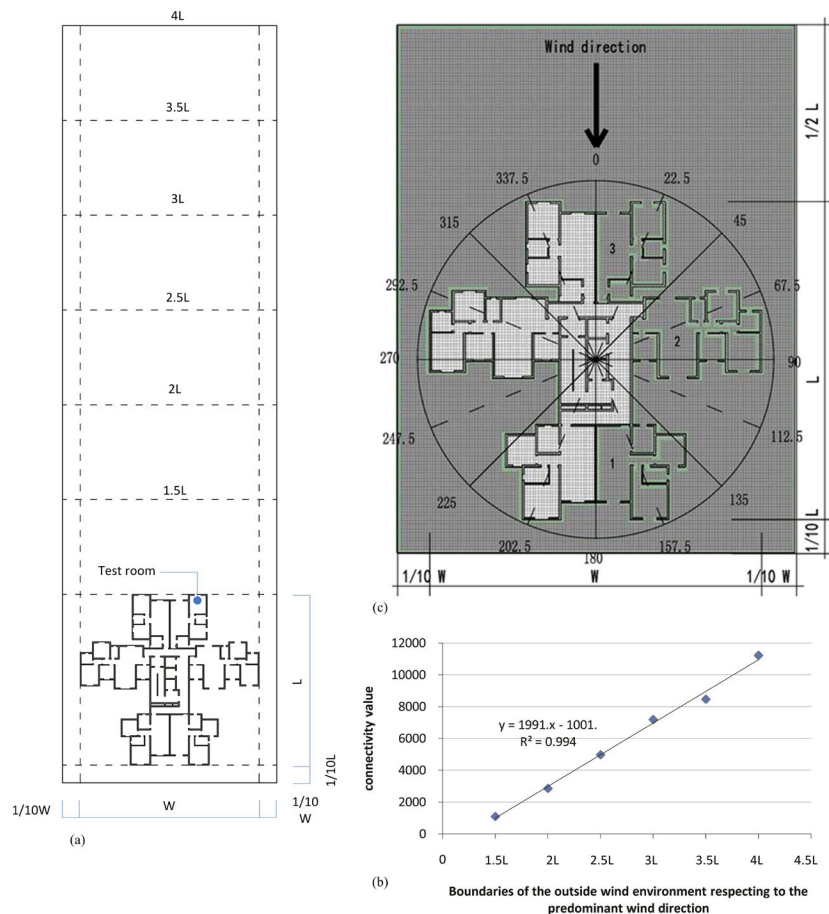 4L
3.5L
3L
2.5L
2L
1.5L
Test room
L
1/10L
1/10W
W
1/10
W
(a)
Wind direction
0
337.5
22.5
315
45
292.5
67.5
270
90
247.5
112.5
225
135
202.5
157.5
180
3
2
1
1/2 L
L
1/10 L
1/10 W
W
1/10 W
(c)
12000
10000
8000
6000
4000
2000
0
connectivity value
y = 1991.x - 1001.
R² = 0.994
0
1.5L
2L
2.5L
3L
3.5L
4L
4.5L
(b)
Boundaries of the outside wind environment respecting to the
predominant wind direction